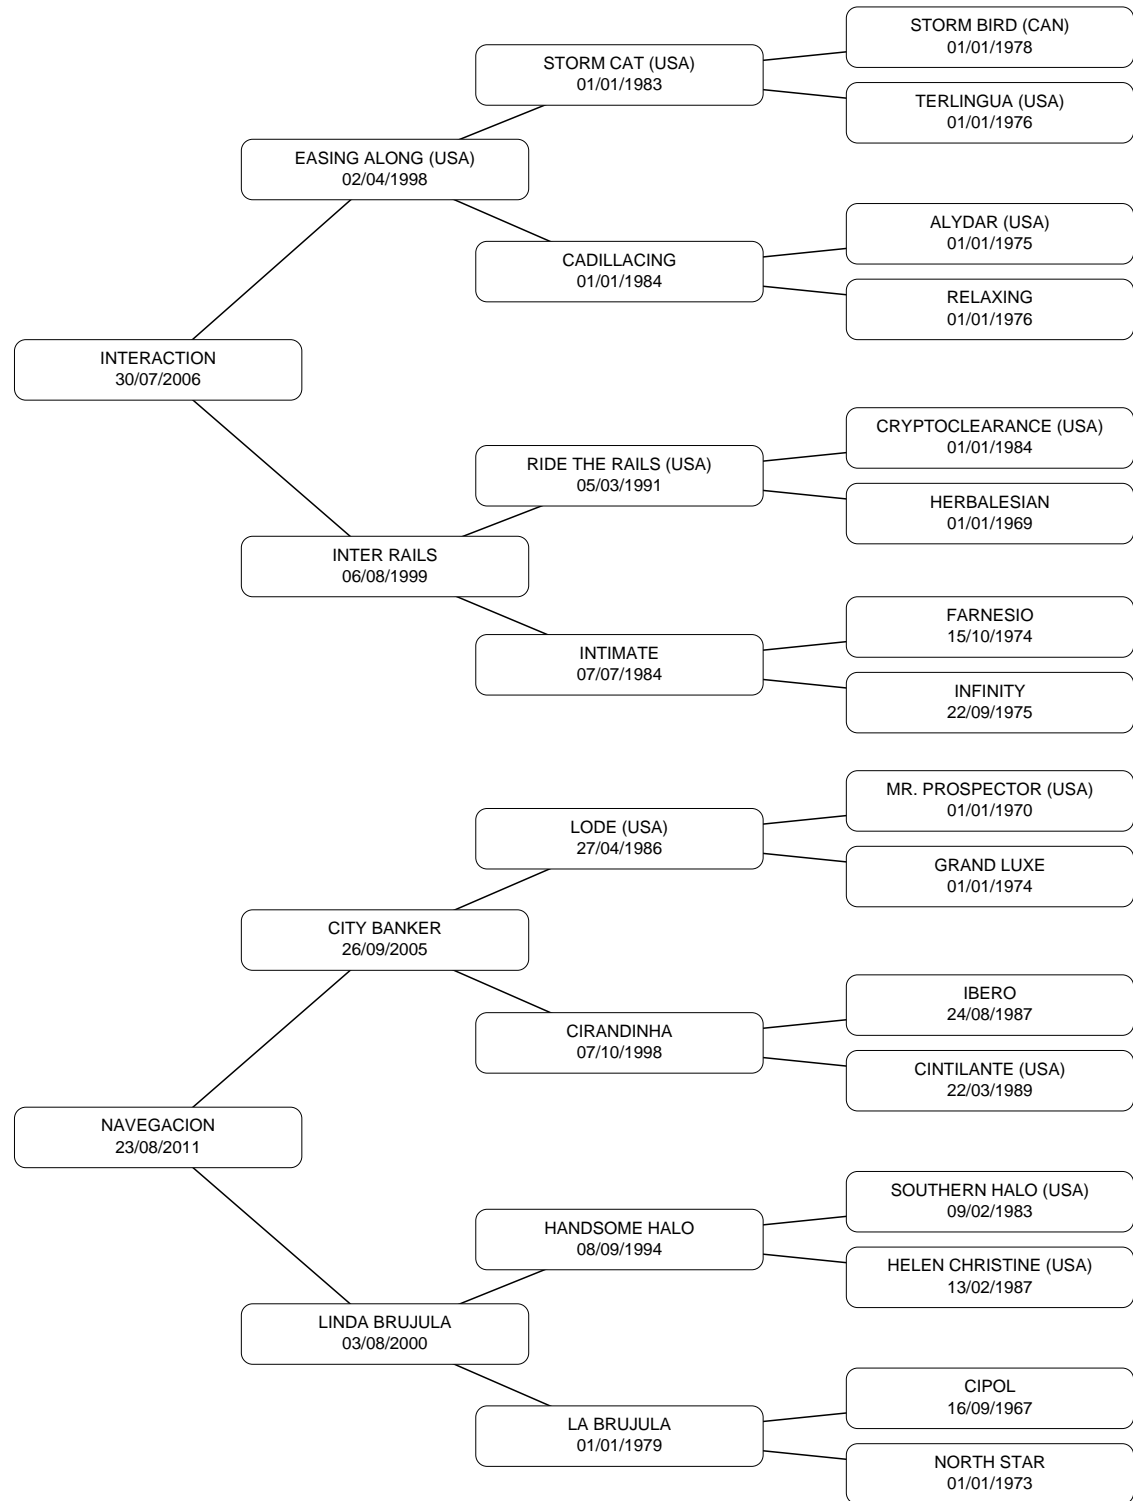 STORM BIRD (CAN)
01/01/1978
STORM CAT (USA)
01/01/1983
TERLINGUA (USA)
01/01/1976
EASING ALONG (USA)
02/04/1998
ALYDAR (USA)
01/01/1975
CADILLACING
01/01/1984
RELAXING
01/01/1976
INTERACTION
30/07/2006
CRYPTOCLEARANCE (USA)
01/01/1984
RIDE THE RAILS (USA)
05/03/1991
HERBALESIAN
01/01/1969
INTER RAILS
06/08/1999
FARNESIO
15/10/1974
INTIMATE
07/07/1984
INFINITY
22/09/1975
MR. PROSPECTOR (USA)
01/01/1970
LODE (USA)
27/04/1986
GRAND LUXE
01/01/1974
CITY BANKER
26/09/2005
IBERO
24/08/1987
CIRANDINHA
07/10/1998
CINTILANTE (USA)
22/03/1989
NAVEGACION
23/08/2011
SOUTHERN HALO (USA)
09/02/1983
HANDSOME HALO
08/09/1994
HELEN CHRISTINE (USA)
13/02/1987
LINDA BRUJULA
03/08/2000
CIPOL
16/09/1967
LA BRUJULA
01/01/1979
NORTH STAR
01/01/1973